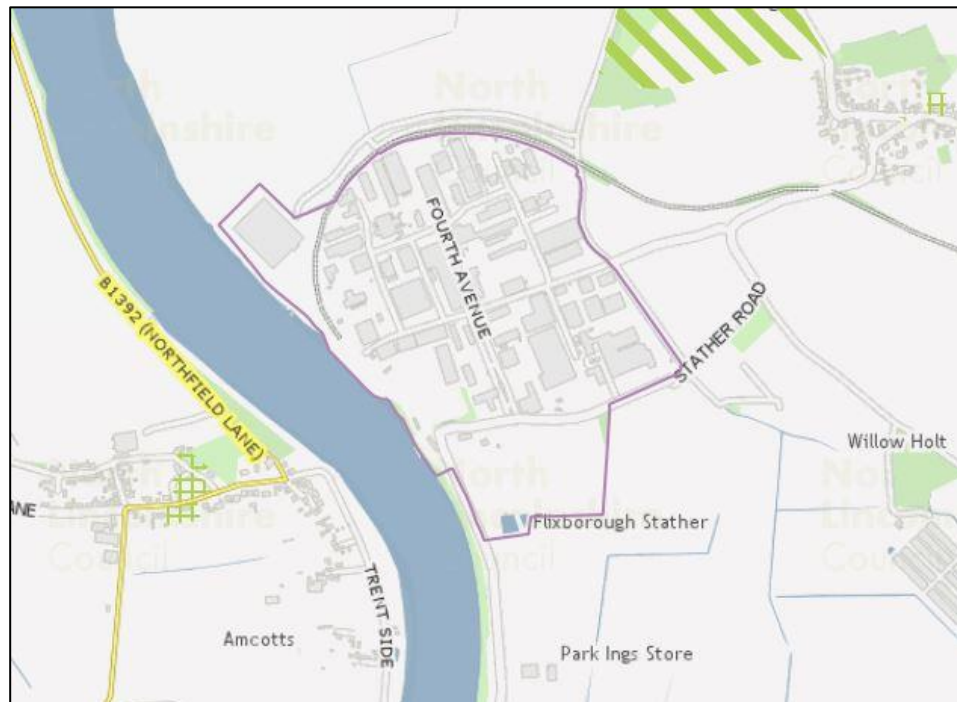 North
Lincolnshire
Council
FOURTH AVENUE
B1392 (NORTHFIELD LANE)
STATHER ROAD
Willow Holt
Flixborough Stather
TRENT SIDE
Amcotts
Park Ings Store